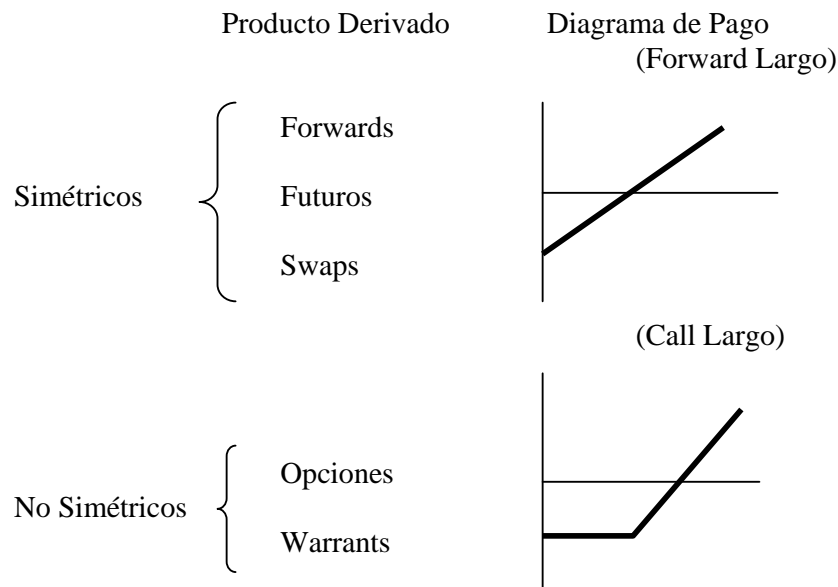 Producto Derivado
Diagrama de Pago
(Forward Largo)
Simétricos
Forwards
Futuros
Swaps
(Call Largo)
No Simétricos
Opciones
Warrants